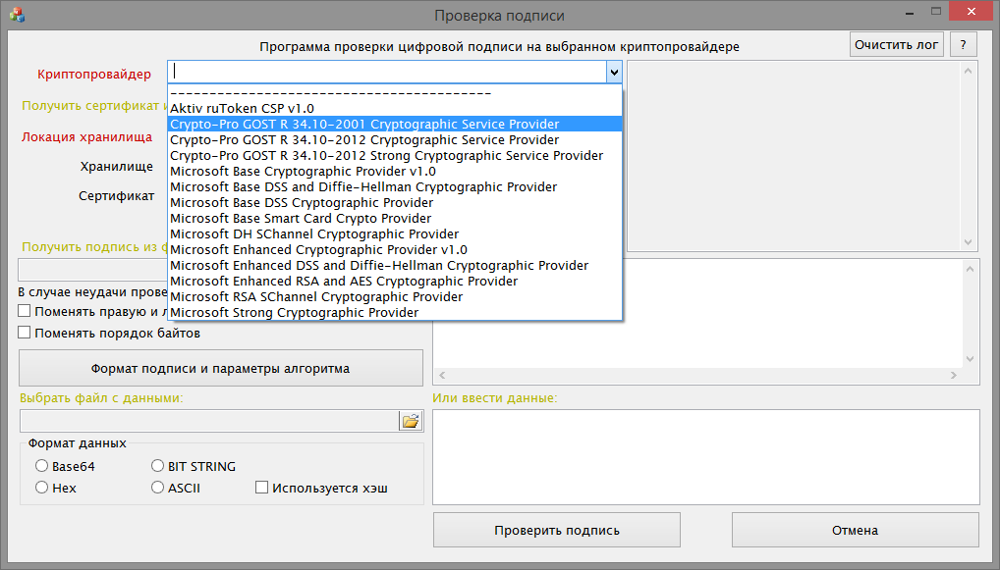 Проверка подписи
Программа проверки цифровой подписи на выбранном криптопровайдере
Очистить лог
?
Криптопровайдер
----------------------------------------
Aktiv ruToken CSP v1.0
Crypto-Pro GOST R 34.10-2001 Cryptographic Service Provider
Crypto-Pro GOST R 34.10-2012 Cryptographic Service Provider
Crypto-Pro GOST R 34.10-2012 Strong Cryptographic Service Provider
Microsoft Base Cryptographic Provider v1.0
Microsoft Base DSS and Diffie-Hellman Cryptographic Provider
Microsoft Base DSS Cryptographic Provider
Microsoft Base Smart Card Crypto Provider
Microsoft DH SChannel Cryptographic Provider
Microsoft Enhanced Cryptographic Provider v1.0
Microsoft Enhanced DSS and Diffie-Hellman Cryptographic Provider
Microsoft Enhanced RSA and AES Cryptographic Provider
Microsoft RSA SChannel Cryptographic Provider
Microsoft Strong Cryptographic Provider
Получить сертификат
Локация хранилища
Хранилище
Сертификат
Получить подпись из
В случае неудачи прове
Поменять правую и
Поменять порядок байтов
Формат подписи и параметры алгоритма
Выбрать файл с данными:
Или ввести данные:
Формат данных
Base64
BIT STRING
Hex
ASCII
Используется хэш
Проверить подпись
Отмена